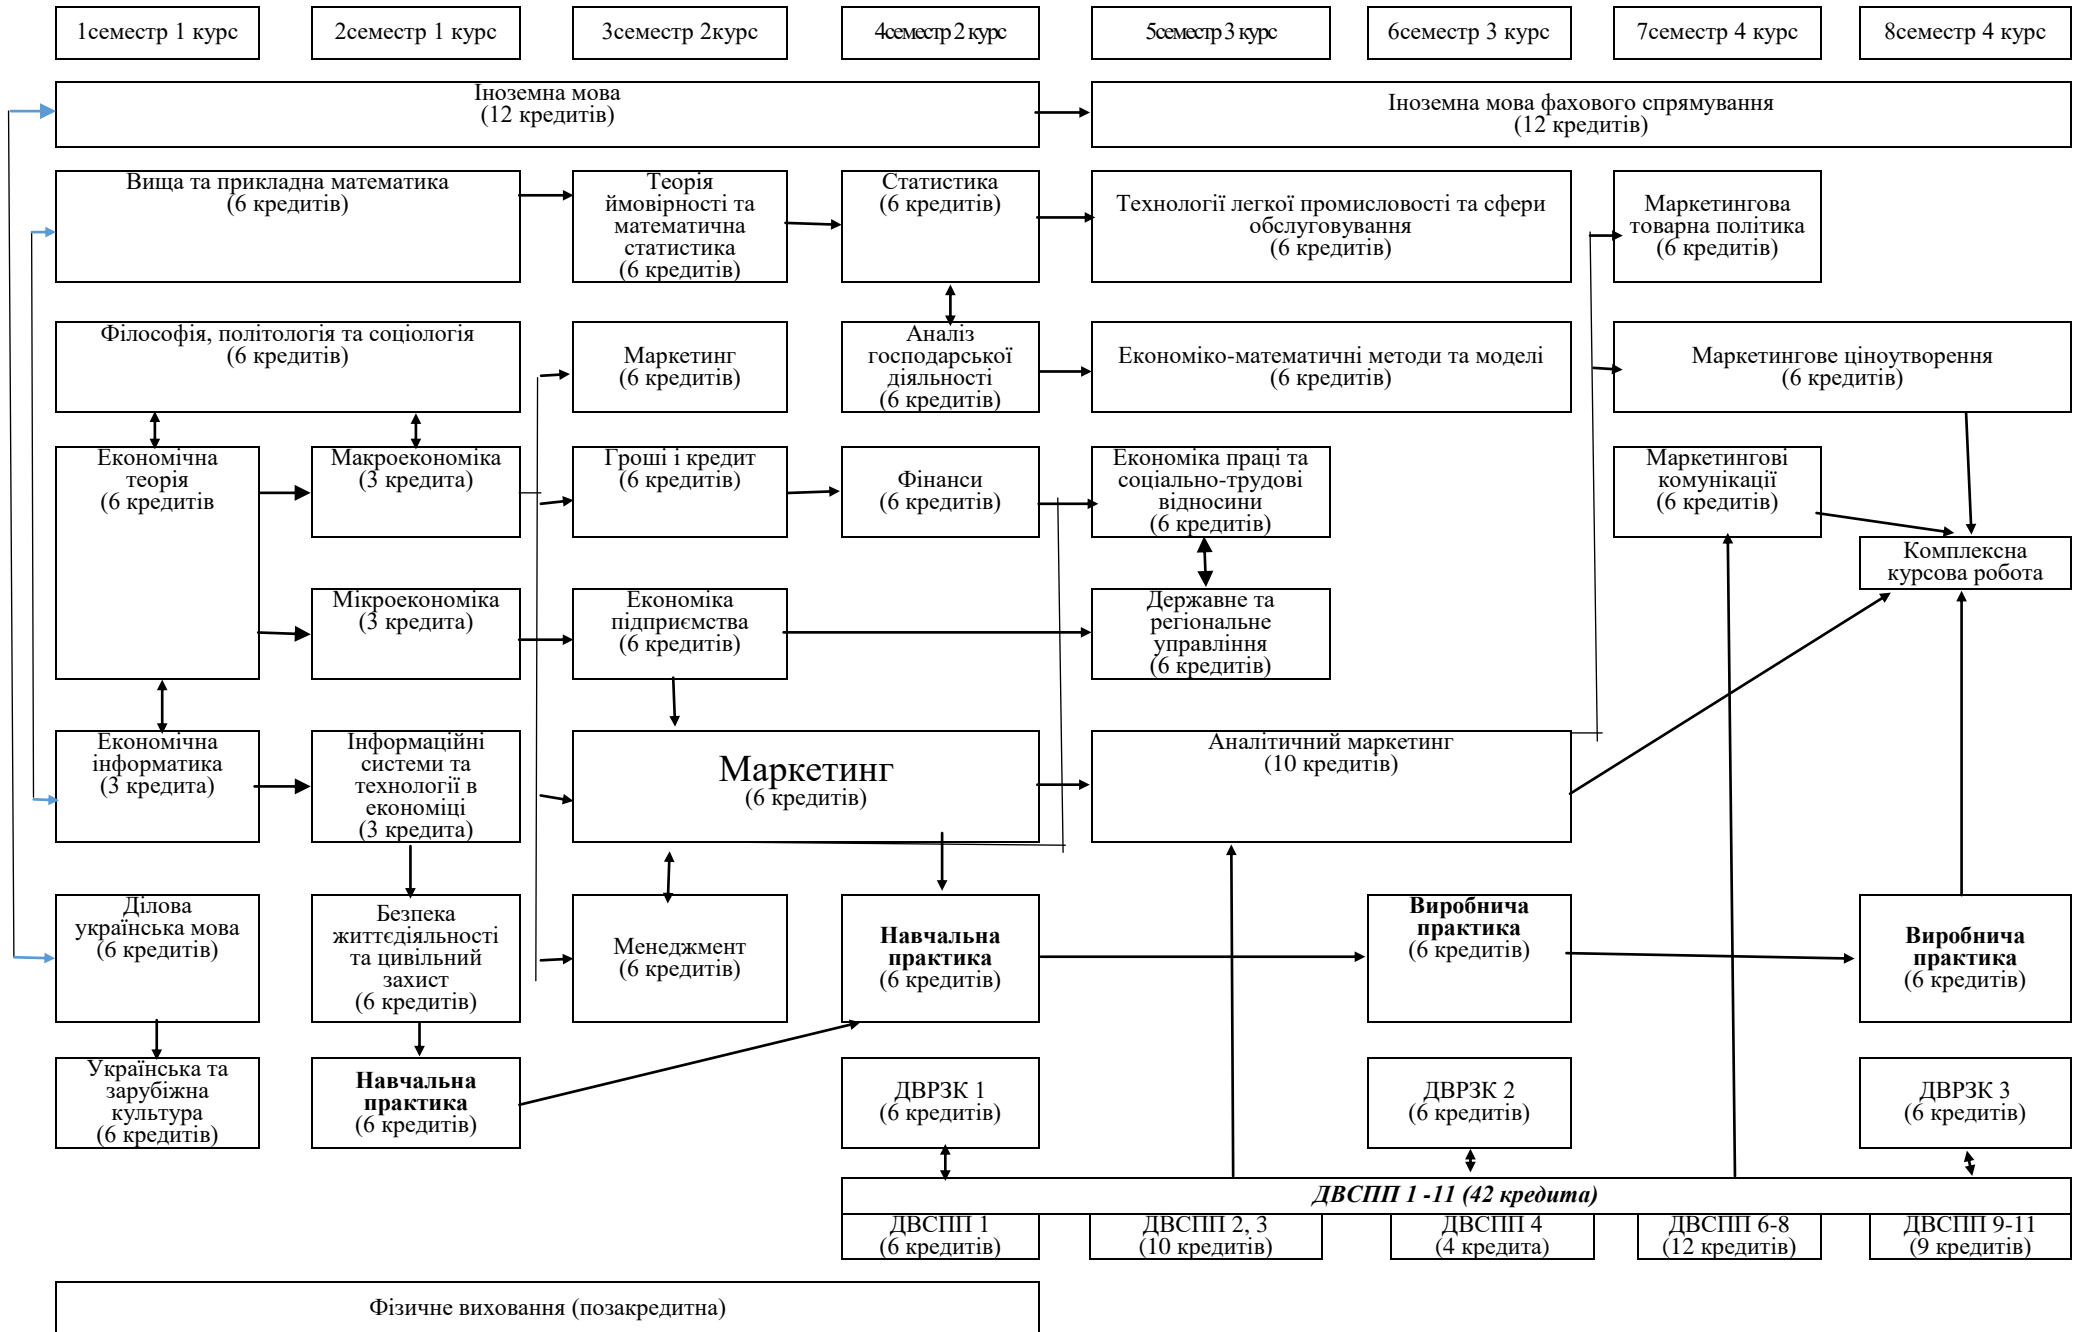 1семестр 1 курс
2семестр 1 курс
3семестр 2курс
4семестр 2 курс
5семестр 3 курс
6семестр 3 курс
7семестр 4 курс
8семестр 4 курс
Іноземна мова
(12 кредитів)
Іноземна мова фахового спрямування
(12 кредитів)
Вища та прикладна математика
(6 кредитів)
Теорія
ймовірності та
математична
статистика
(6 кредитів)
Статистика
(6 кредитів)
Технології легкої промисловості та сфери
обслуговування
(6 кредитів)
Маркетингова
товарна політика
(6 кредитів)
Філософія, політологія та соціологія
(6 кредитів)
Маркетинг
(6 кредитів)
Аналіз
господарської
діяльності
(6 кредитів)
Економіко-математичні методи та моделі
(6 кредитів)
Маркетингове ціноутворення
(6 кредитів)
Економічна
теорія
(6 кредитів
Макроекономіка
(3 кредита)
Гроші і кредит
(6 кредитів)
Фінанси
(6 кредитів)
Економіка праці та
соціально-трудові
відносини
(6 кредитів)
Маркетингові
комунікації
(6 кредитів)
Комплексна
курсова робота
Мікроекономіка
(3 кредита)
Економіка
підприємства
(6 кредитів)
Державне та
регіональне
управління
(6 кредитів)
Економічна
інформатика
(3 кредита)
Інформаційні
системи та
технології в
економіці
(3 кредита)
Маркетинг
(6 кредитів)
Аналітичний маркетинг
(10 кредитів)
Ділова
українська мова
(6 кредитів)
Безпека
життєдіяльності
та цивільний
захист
(6 кредитів)
Менеджмент
(6 кредитів)
Навчальна
практика
(6 кредитів)
Виробнича
практика
(6 кредитів)
Виробнича
практика
(6 кредитів)
Українська та
зарубіжна
культура
(6 кредитів)
Навчальна
практика
(6 кредитів)
ДВРЗК 1
(6 кредитів)
ДВРЗК 2
(6 кредитів)
ДВРЗК 3
(6 кредитів)
ДВСПП 1 -11 (42 кредита)
ДВСПП 1
(6 кредитів)
ДВСПП 2, 3
(10 кредитів)
ДВСПП 4
(4 кредита)
ДВСПП 6-8
(12 кредитів)
ДВСПП 9-11
(9 кредитів)
Фізичне виховання (позакредитна)